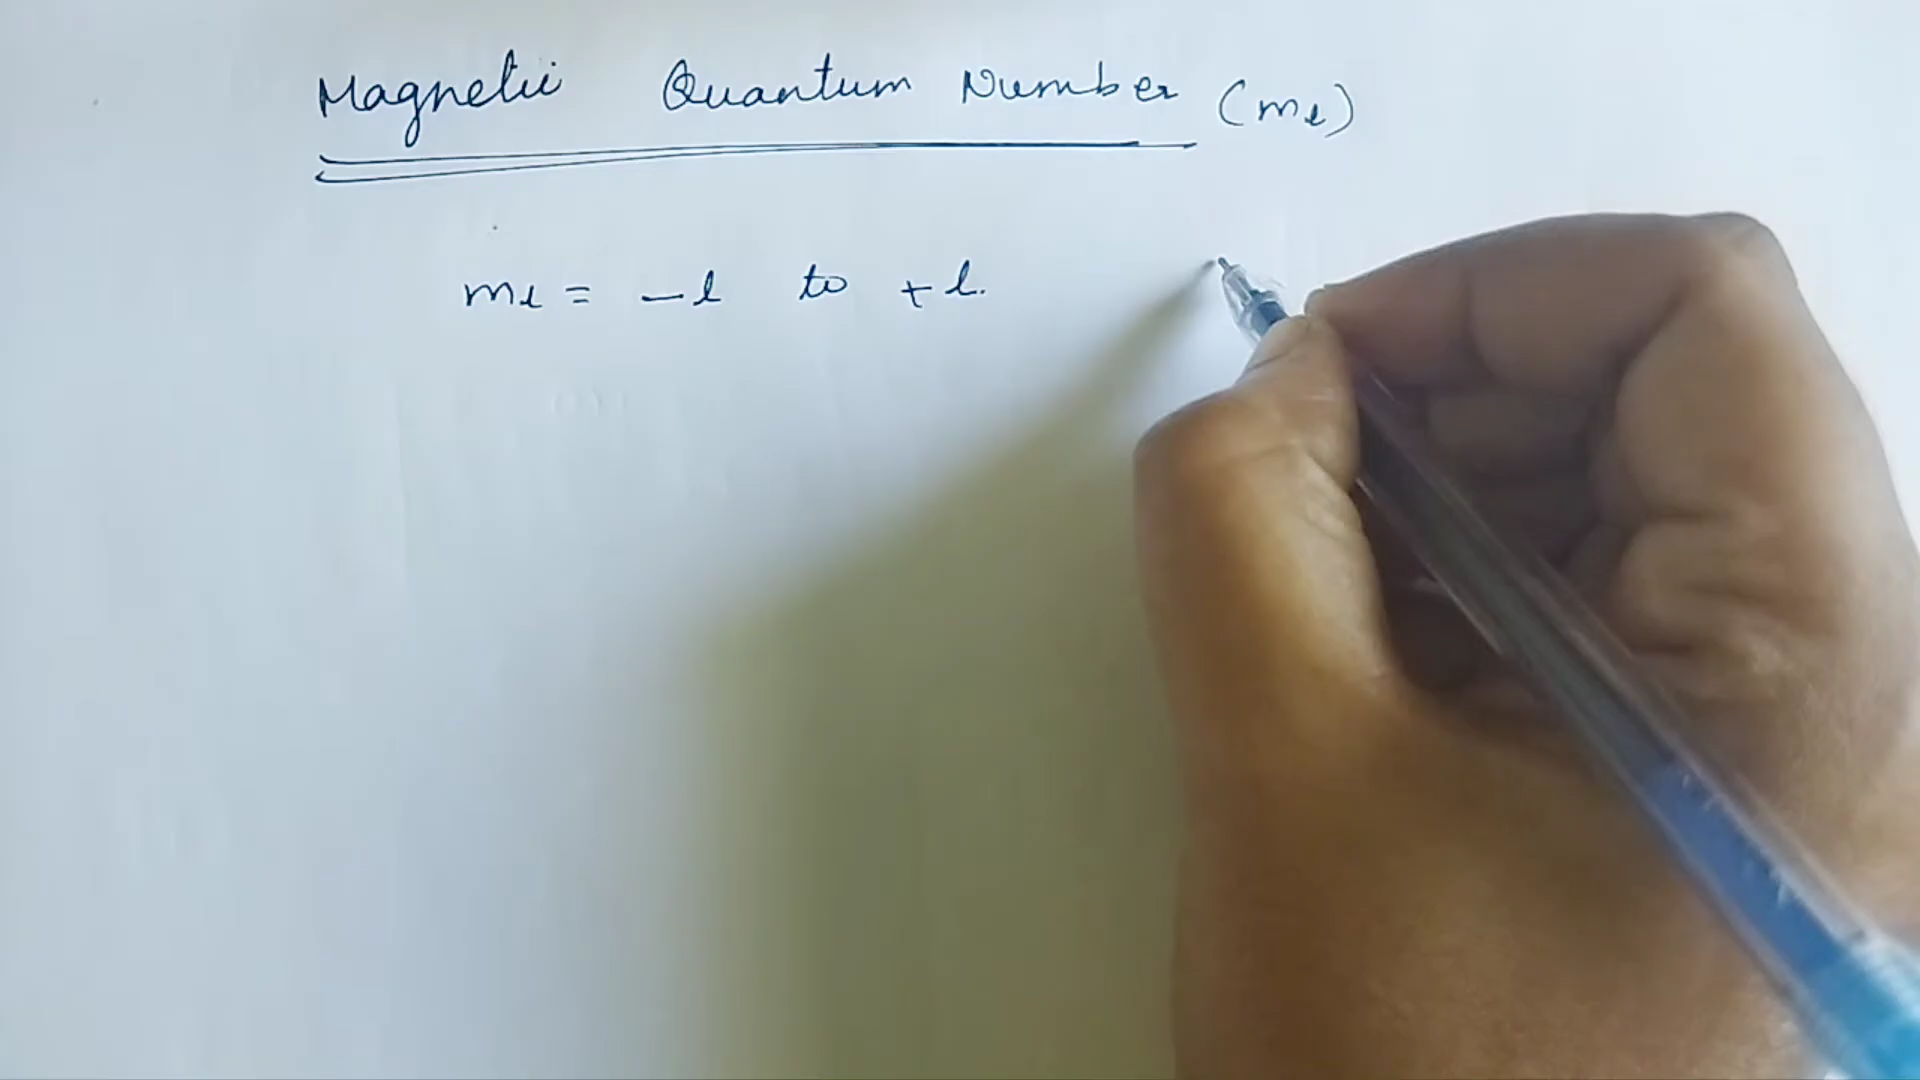 Magnetic Quantum Number (ml)
ml = -l to +l.